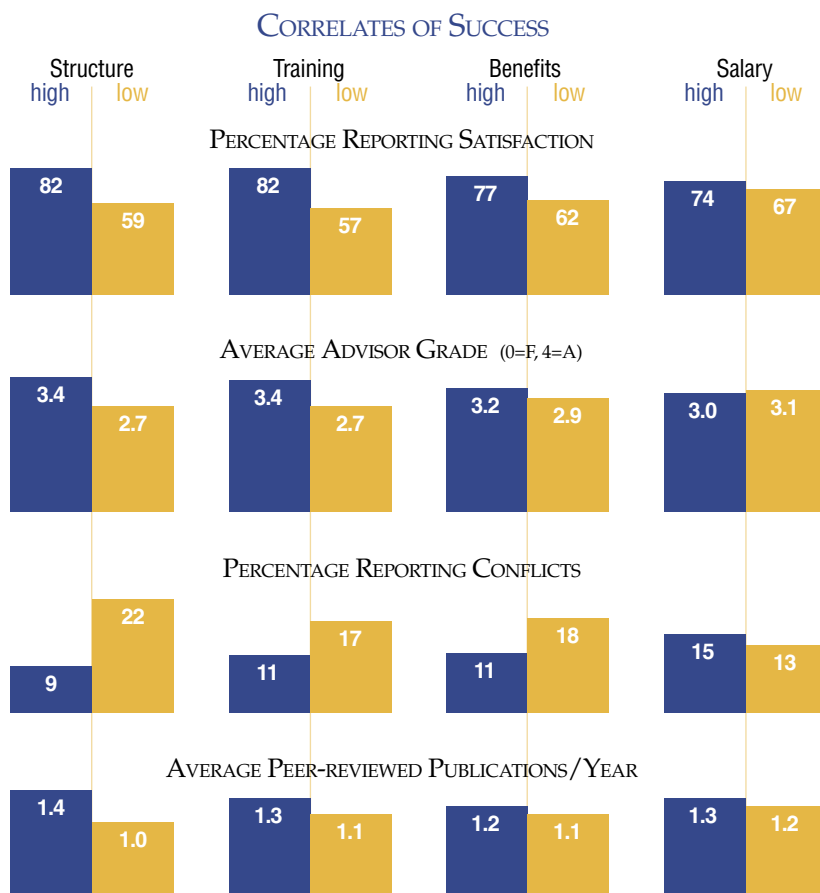 Correlates of Success
Structure Training Benefits Salary
high low high low high low high low
Percentage Reporting Satisfaction
82 59 82 57 77 62 74 67
Average Advisor Grade (0=F, 4=A)
3.4 2.7 3.4 2.7 3.2 2.9 3.0 3.1
Percentage Reporting Conflicts
9 22 11 17 11 18 15 13
Average Peer-reviewed Publications/Year
1.4 1.0 1.3 1.1 1.2 1.1 1.3 1.2